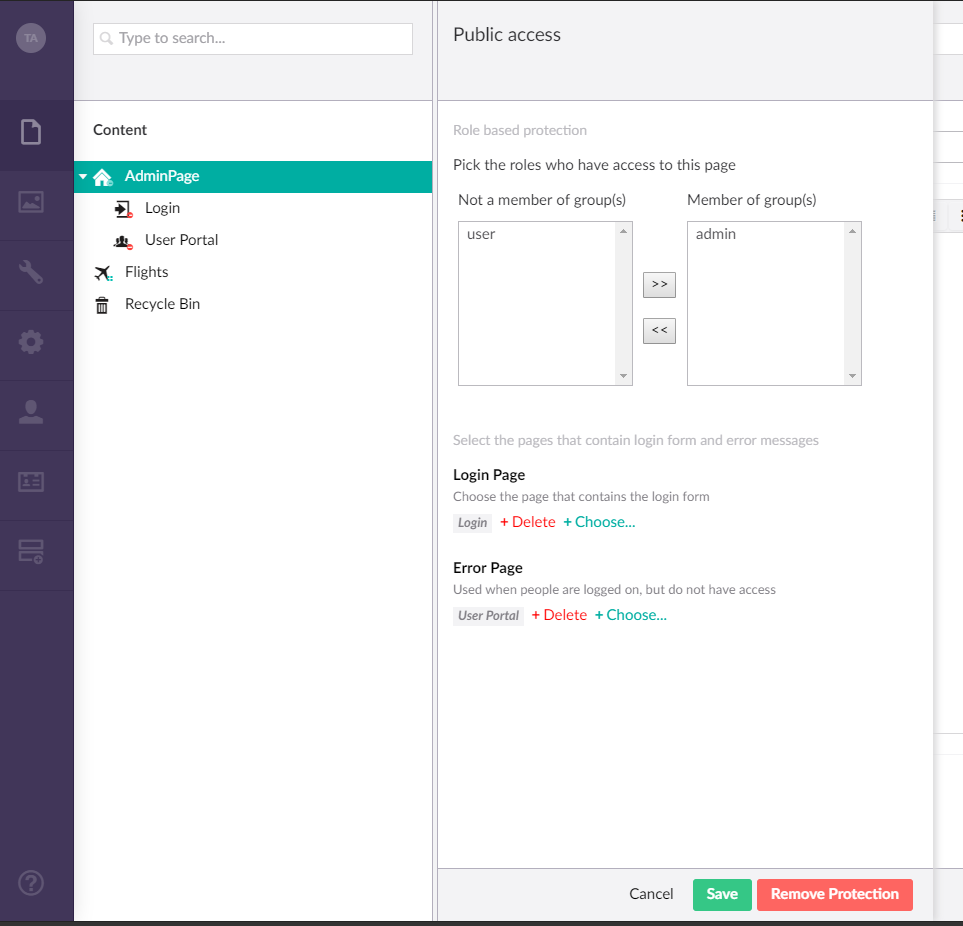 TA
Type to search...
Public access
Content
AdminPage
Login
User Portal
Flights
Recycle Bin
Role based protection
Pick the roles who have access to this page
Not a member of group(s)
Member of group(s)
user
admin
>>
<<
Select the pages that contain login form and error messages
Login Page
Choose the page that contains the login form
Login + Delete + Choose...
Error Page
Used when people are logged on, but do not have access
User Portal + Delete + Choose...
Cancel Save Remove Protection